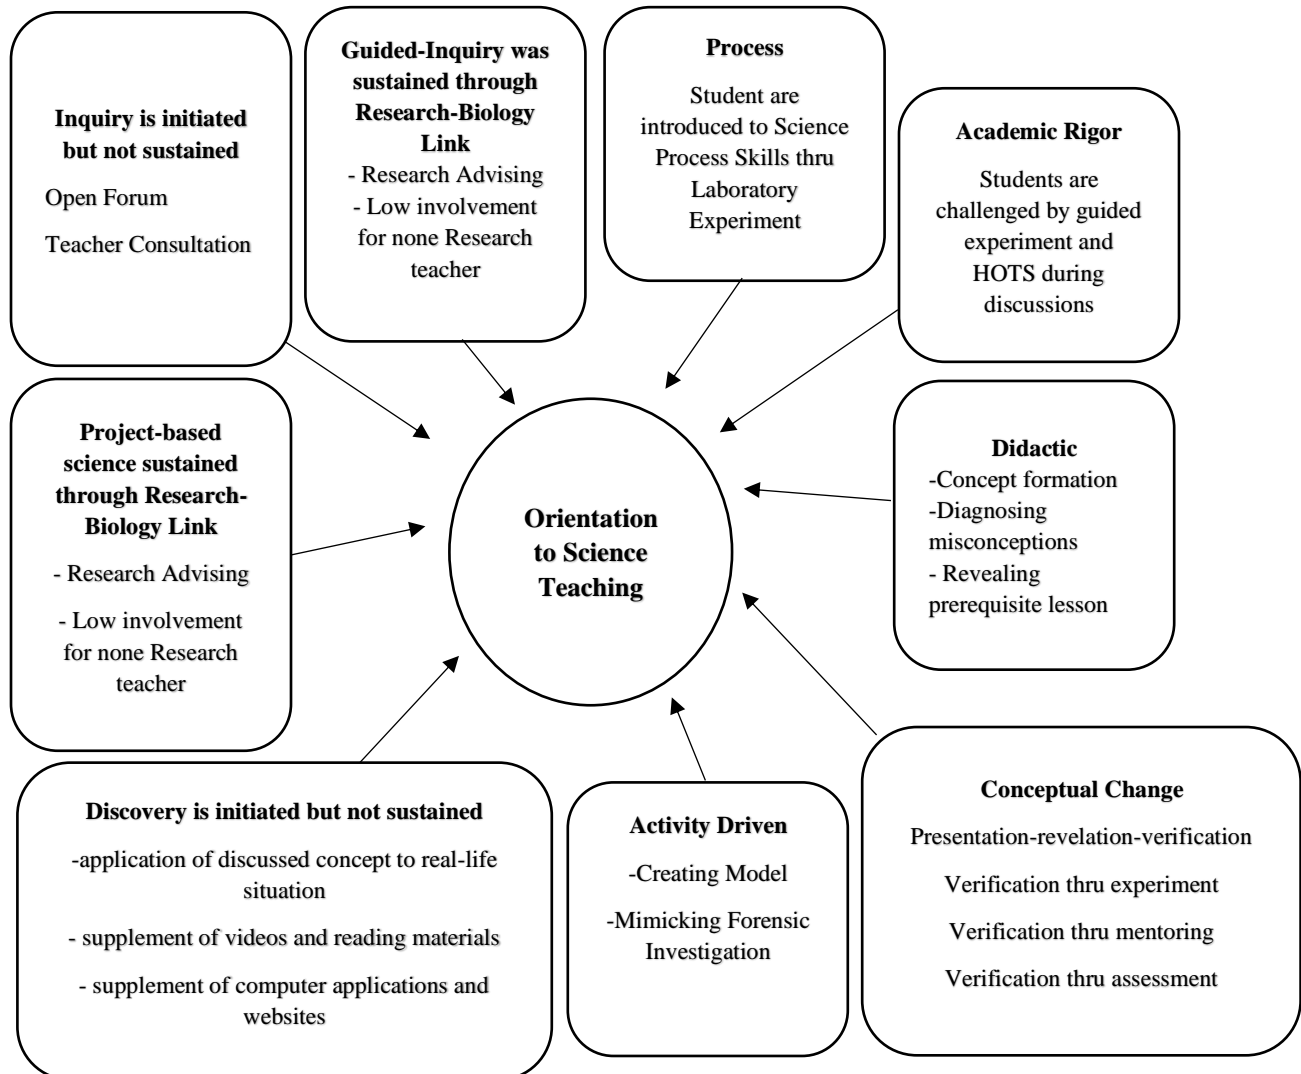 Inquiry is initiated
but not sustained
Open Forum
Teacher Consultation
Guided-Inquiry was
sustained through
Research-Biology
Link
- Research Advising
- Low involvement
for none Research
teacher
Process
Student are
introduced to Science
Process Skills thru
Laboratory
Experiment
Academic Rigor
Students are
challenged by guided
experiment and
HOTS during
discussions
Project-based
science sustained
through Research-
Biology Link
- Research Advising
- Low involvement
for none Research
teacher
Orientation
to Science
Teaching
Didactic
-Concept formation
-Diagnosing
misconceptions
- Revealing
prerequisite lesson
Discovery is initiated but not sustained
-application of discussed concept to real-life
situation
- supplement of videos and reading materials
- supplement of computer applications and
websites
Activity Driven
-Creating Model
-Mimicking Forensic
Investigation
Conceptual Change
Presentation-revelation-verification
Verification thru experiment
Verification thru mentoring
Verification thru assessment